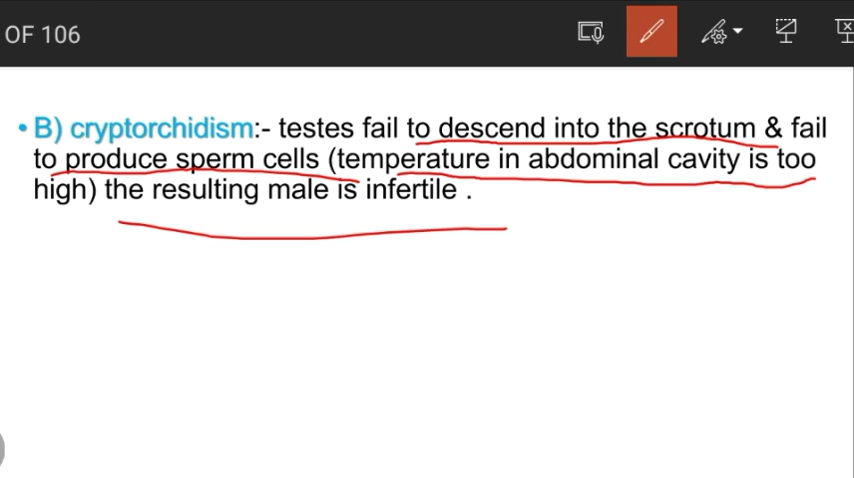 OF 106
• B) cryptorchidism:- testes fail to descend into the scrotum & fail
to produce sperm cells (temperature in abdominal cavity is too
high) the resulting male is infertile .